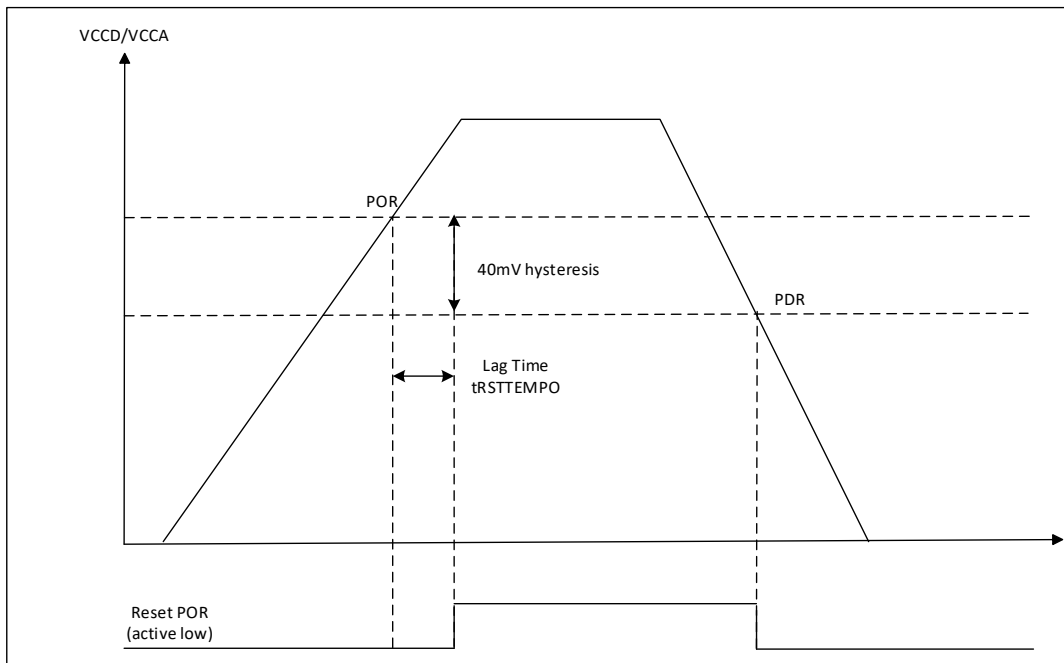 VCCD/VCCA
POR
40mV hysteresis
PDR
Lag Time
tRSTTEMPO
Reset POR
(active low)